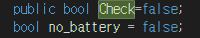 public bool Check=false;
bool no_battery = false;